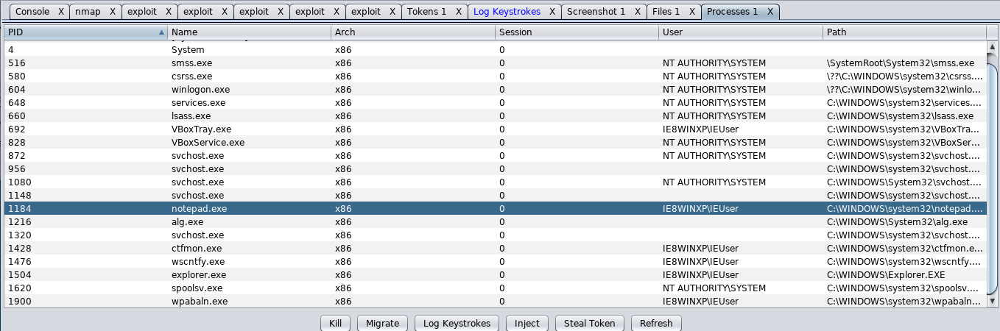 Console X nmap X exploit X exploit X exploit X exploit X exploit X Tokens 1 X Log Keystrokes X Screenshot 1 X Files 1 X Processes 1 X
PID Name Arch Session User Path
4 System x86 0
516 smss.exe x86 0 NT AUTHORITY\SYSTEM \SystemRoot\System32\smss.exe
580 csrss.exe x86 0 NT AUTHORITY\SYSTEM \??\C:\WINDOWS\system32\csrss....
604 winlogon.exe x86 0 NT AUTHORITY\SYSTEM \??\C:\WINDOWS\system32\winlo...
648 services.exe x86 0 NT AUTHORITY\SYSTEM C:\WINDOWS\system32\services....
660 lsass.exe x86 0 NT AUTHORITY\SYSTEM C:\WINDOWS\system32\lsass.exe
692 VBoxTray.exe x86 0 IE8WINXP\IEUser C:\WINDOWS\system32\VBoxTra...
828 VBoxService.exe x86 0 NT AUTHORITY\SYSTEM C:\WINDOWS\system32\VBoxSer...
872 svchost.exe x86 0 NT AUTHORITY\SYSTEM C:\WINDOWS\system32\svchost....
956 svchost.exe x86 0 C:\WINDOWS\system32\svchost....
1080 svchost.exe x86 0 NT AUTHORITY\SYSTEM C:\WINDOWS\System32\svchost....
1148 svchost.exe x86 0 C:\WINDOWS\system32\svchost....
1184 notepad.exe x86 0 IE8WINXP\IEUser C:\WINDOWS\system32\notepad....
1216 alg.exe x86 0 C:\WINDOWS\System32\alg.exe
1320 svchost.exe x86 0 C:\WINDOWS\system32\svchost....
1428 ctfmon.exe x86 0 IE8WINXP\IEUser C:\WINDOWS\system32\ctfmon.e...
1476 wscntfy.exe x86 0 IE8WINXP\IEUser C:\WINDOWS\system32\wscntfy....
1504 explorer.exe x86 0 IE8WINXP\IEUser C:\WINDOWS\Explorer.EXE
1620 spoolsv.exe x86 0 NT AUTHORITY\SYSTEM C:\WINDOWS\system32\spoolsv....
1900 wpabaln.exe x86 0 IE8WINXP\IEUser C:\WINDOWS\system32\wpabaln...
Kill Migrate Log Keystrokes Inject Steal Token Refresh